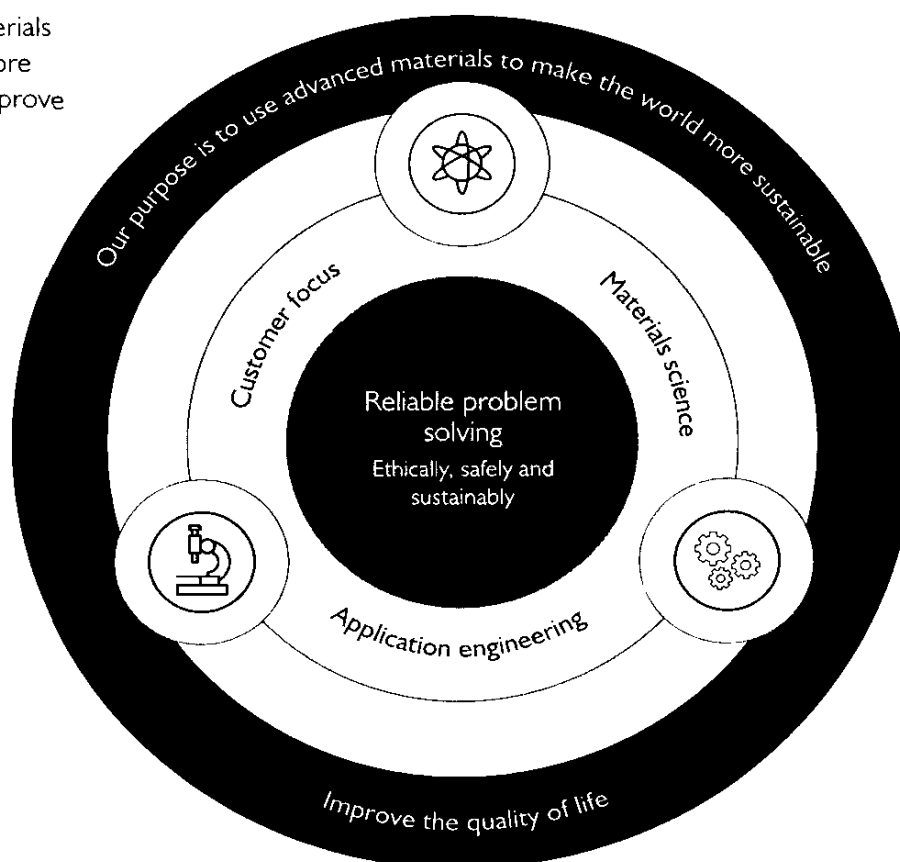 erials
ore
prove
Our purpose is to use advanced materials to make the world more sustainable
Customer focus
Materials science
Reliable problem
solving
Ethically, safely and
sustainably
Application engineering
Improve the quality of life